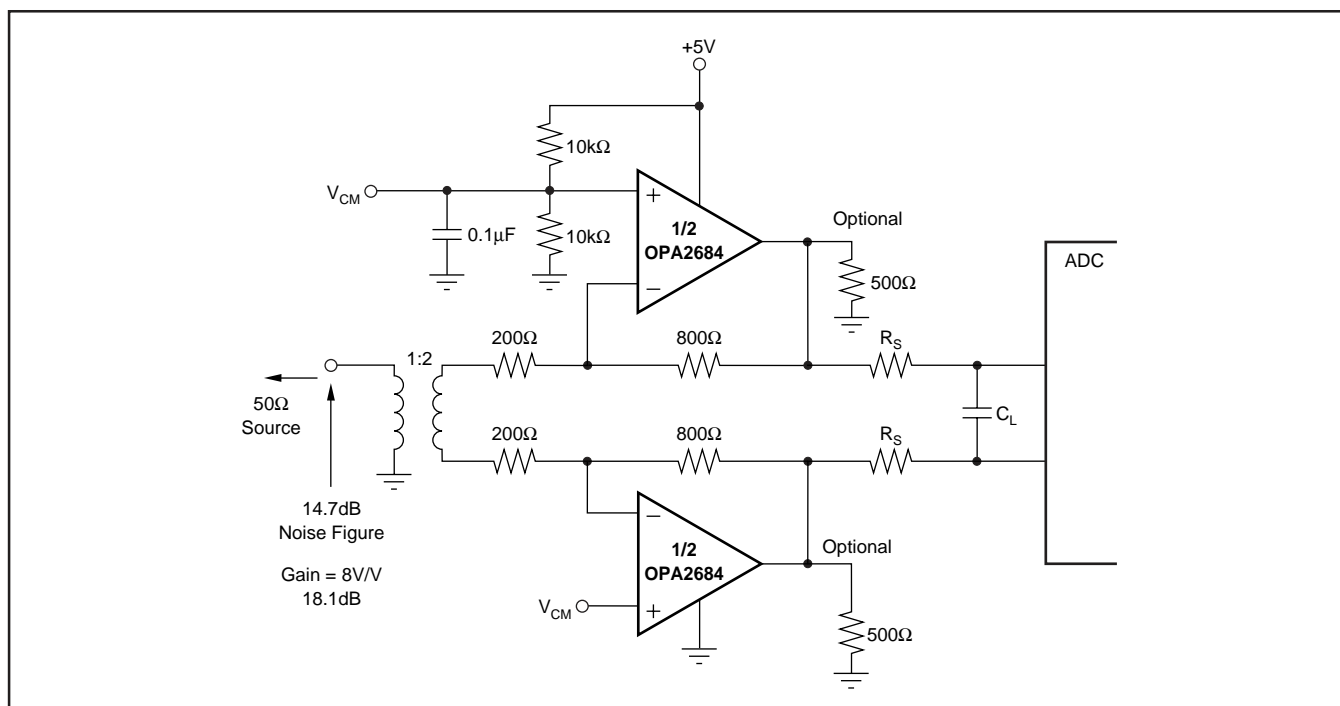 +5V
10kΩ
V_CM
0.1μF
10kΩ
+
1/2
OPA2684
−
Optional
500Ω
ADC
200Ω
800Ω
R_S
1:2
50Ω
Source
C_L
200Ω
800Ω
R_S
14.7dB
Noise Figure
Gain = 8V/V
18.1dB
−
1/2
OPA2684
+
V_CM
Optional
500Ω